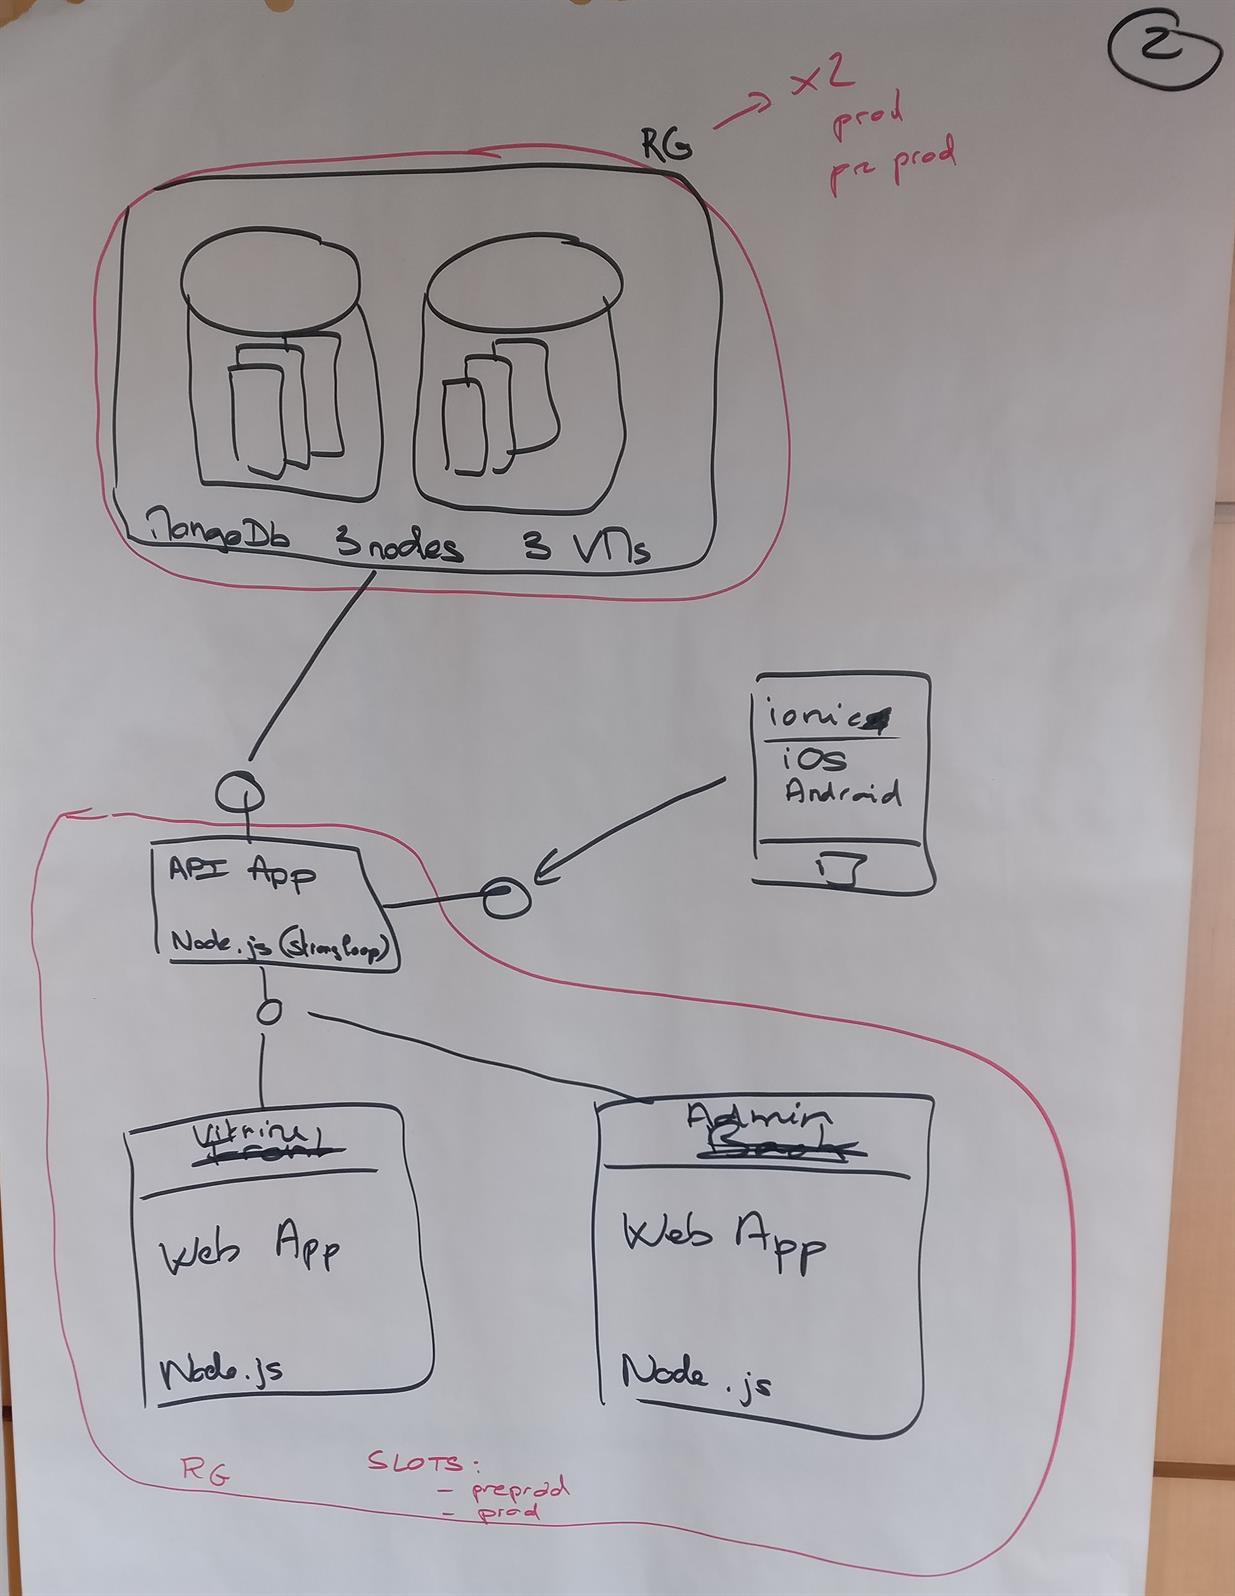 2
x2
RG
prod
pre prod
MongoDb 3 nodes 3 VMs
ionic
iOS
Android
API App
Node.js (strongloop)
Vitrine
Front
Web App
Node.js
Admin
Back
Web App
Node.js
RG
SLOTS:
- preprod
- prod